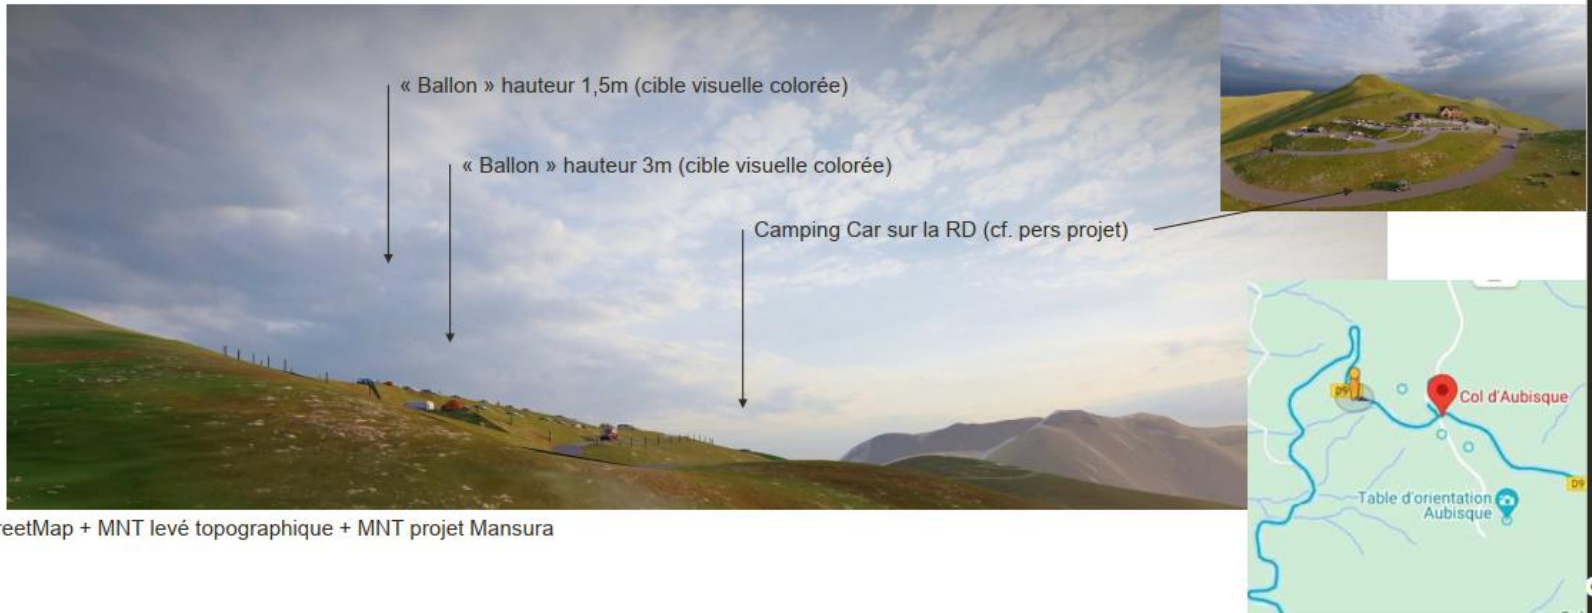 « Ballon » hauteur 1,5m (cible visuelle colorée)
« Ballon » hauteur 3m (cible visuelle colorée)
Camping Car sur la RD (cf. pers projet)
D9
Col d'Aubisque
D9
Table d'orientation
Aubisque
reetMap + MNT levé topographique + MNT projet Mansura